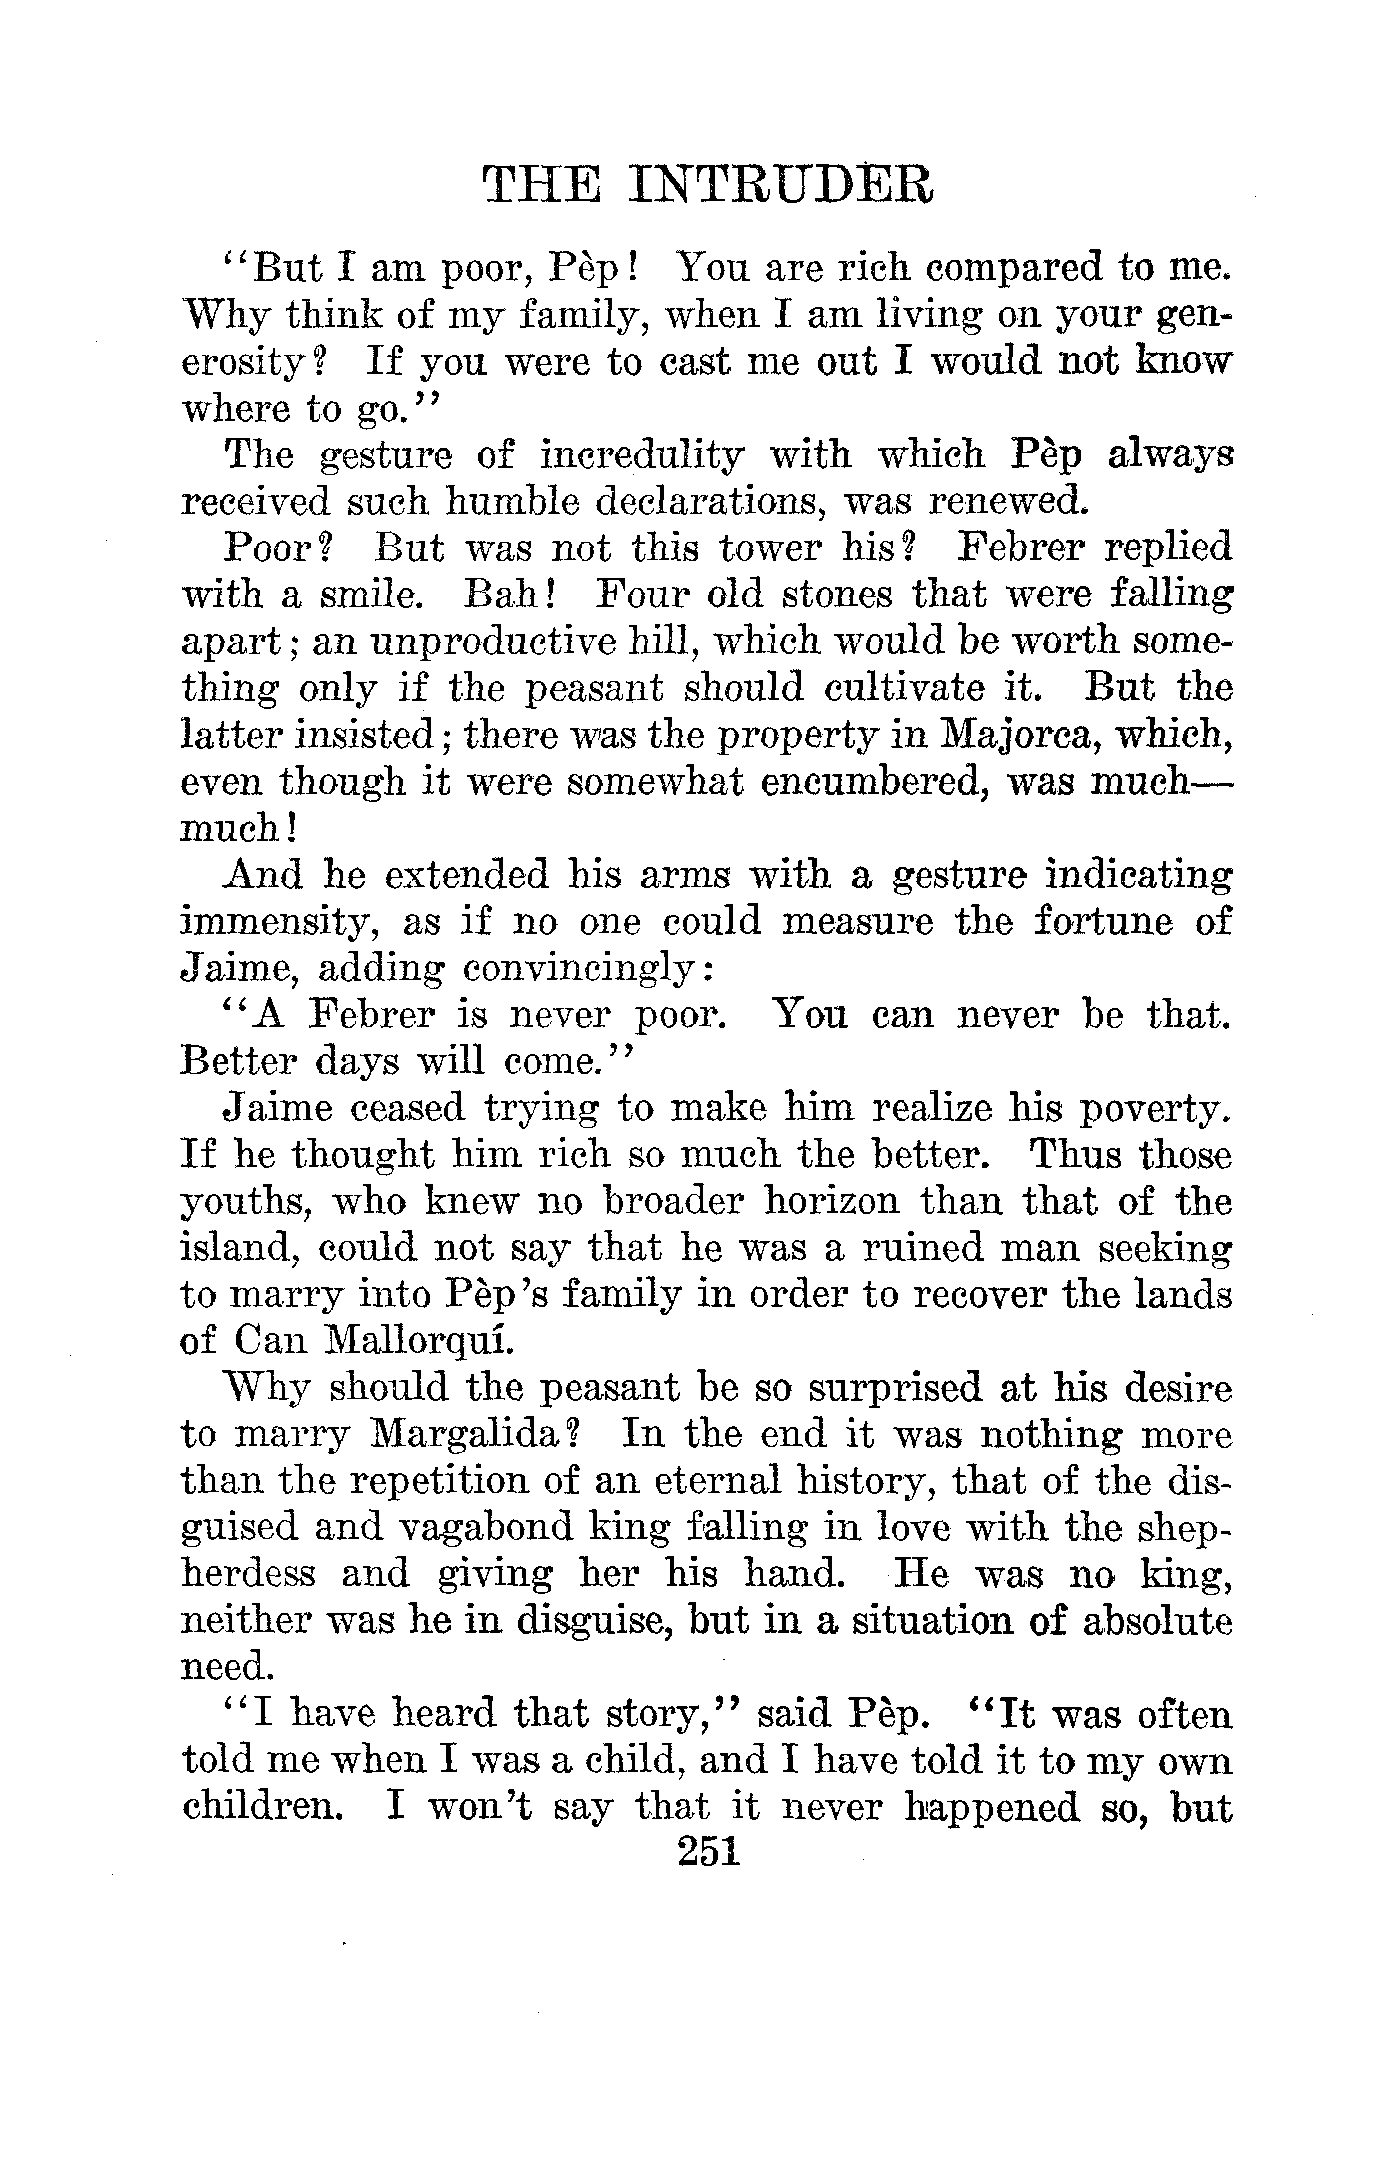 THE INTRUDER
"But I am poor, Pèp! You are rich compared to me.
Why think of my family, when I am living on your gen-
erosity? If you were to cast me out I would not know
where to go."
The gesture of incredulity with which Pèp always
received such humble declarations, was renewed.
Poor? But was not this tower his? Febrer replied
with a smile. Bah! Four old stones that were falling
apart; an unproductive hill, which would be worth some-
thing only if the peasant should cultivate it. But the
latter insisted; there was the property in Majorca, which,
even though it were somewhat encumbered, was much—
much!
And he extended his arms with a gesture indicating
immensity, as if no one could measure the fortune of
Jaime, adding convincingly:
"A Febrer is never poor. You can never be that.
Better days will come."
Jaime ceased trying to make him realize his poverty.
If he thought him rich so much the better. Thus those
youths, who knew no broader horizon than that of the
island, could not say that he was a ruined man seeking
to marry into Pèp's family in order to recover the lands
of Can Mallorquí.
Why should the peasant be so surprised at his desire
to marry Margalida? In the end it was nothing more
than the repetition of an eternal history, that of the dis-
guised and vagabond king falling in love with the shep-
herdess and giving her his hand. He was no king,
neither was he in disguise, but in a situation of absolute
need.
"I have heard that story," said Pèp. "It was often
told me when I was a child, and I have told it to my own
children. I won't say that it never happened so, but
251